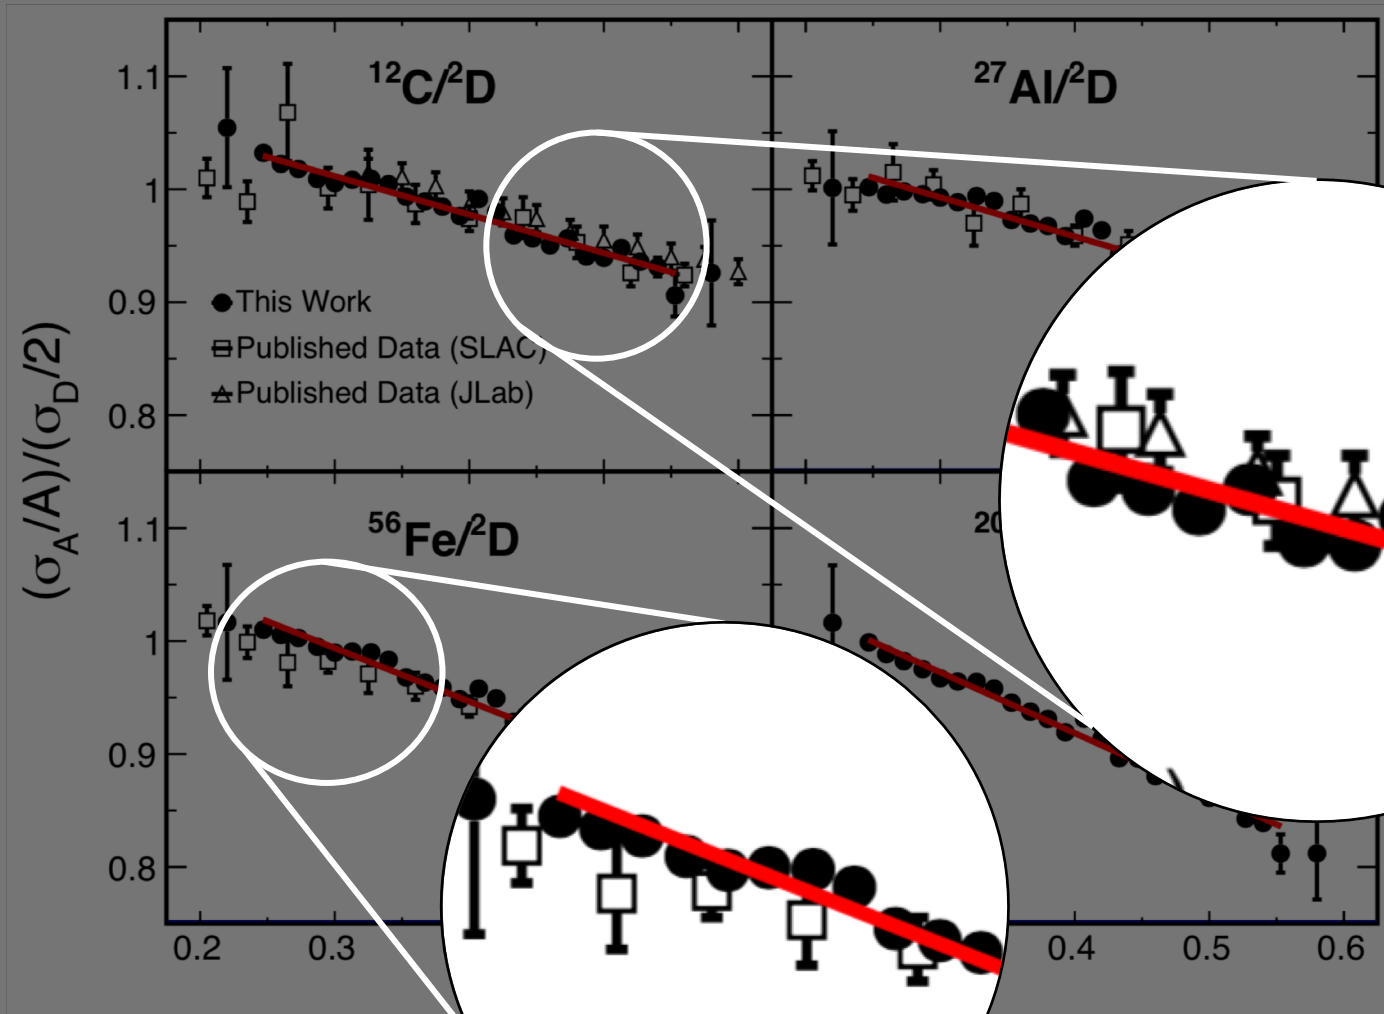 1.1
¹²C/²D
²⁷Al/²D
1
0.9
This Work
Published Data (SLAC)
0.8
Published Data (JLab)
(σ_A/A)/(σ_D/2)
1.1
⁵⁶Fe/²D
20
1
0.9
0.8
0.2
0.3
0.4
0.5
0.6